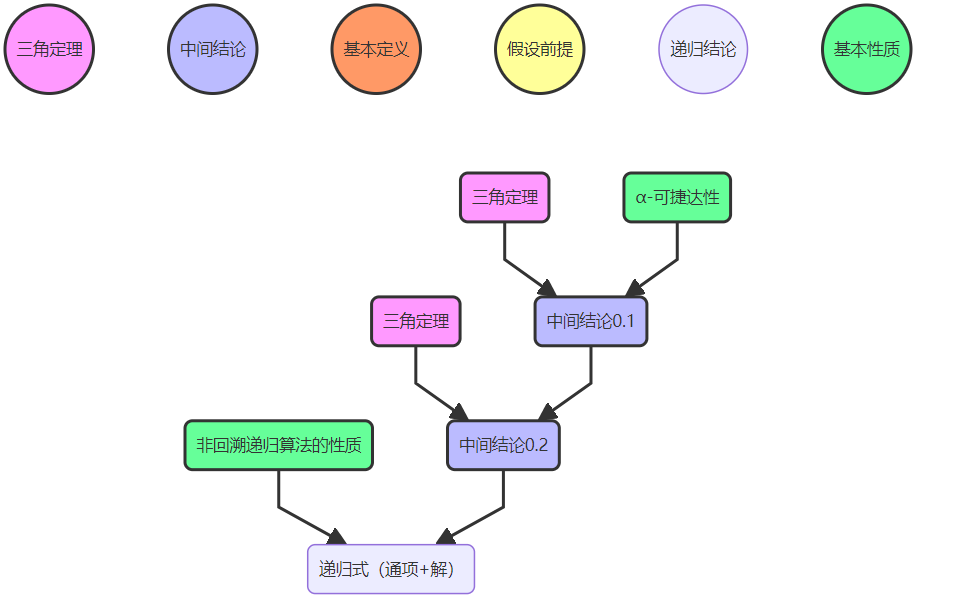 三角定理
中间结论
基本定义
假设前提
递归结论
基本性质
三角定理
α-可捷达性
三角定理
中间结论0.1
非回溯递归算法的性质
中间结论0.2
递归式（通项+解）